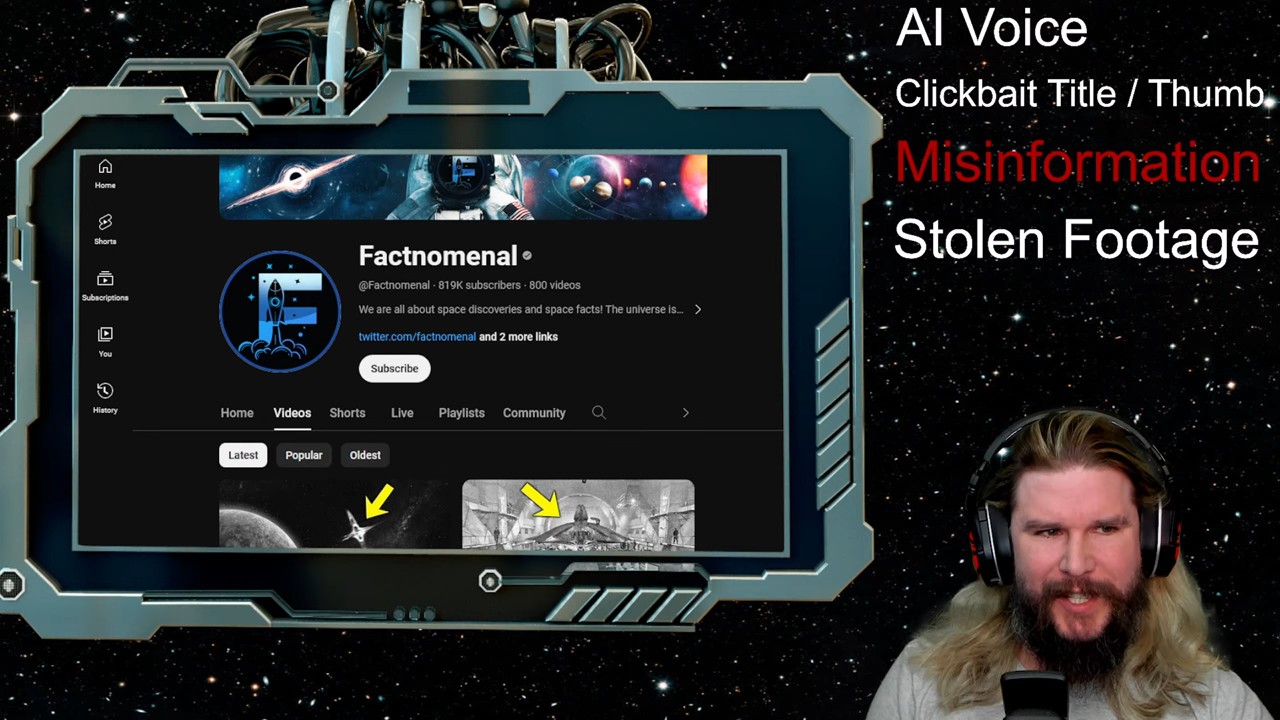 AI Voice
Clickbait Title / Thumb
Misinformation
Stolen Footage
Home
Shorts
Subscriptions
You
History
F
Factnomenal
@Factnomenal · 819K subscribers · 800 videos
We are all about space discoveries and space facts! The universe is...
twitter.com/factnomenal and 2 more links
Subscribe
Home Videos Shorts Live Playlists Community
Latest Popular Oldest